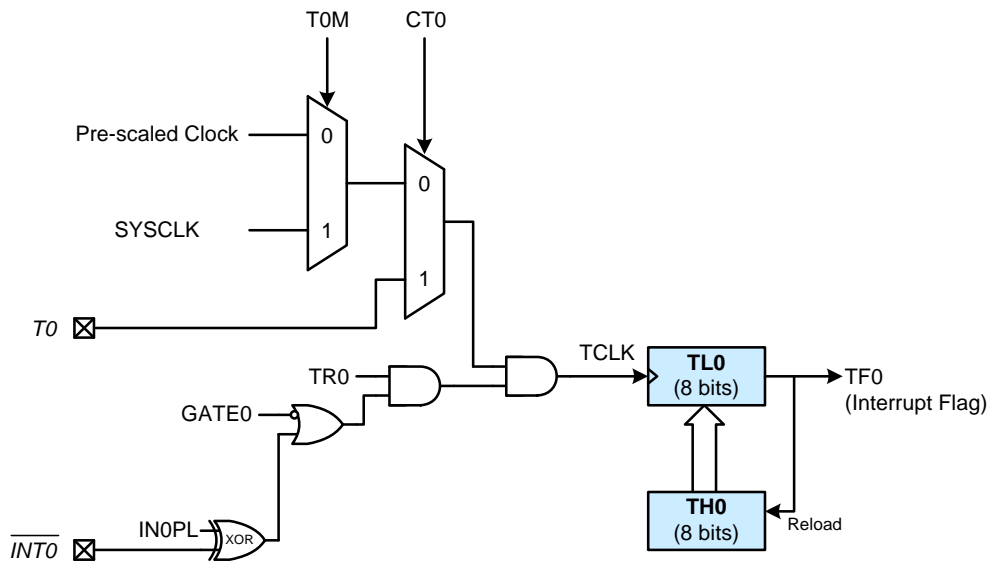 T0M CT0
Pre-scaled Clock 0
0
SYSCLK 1
1
T0
TCLK TL0
(8 bits)
TF0
(Interrupt Flag)
TR0
GATE0
TH0
(8 bits)
Reload
IN0PL XOR
INT0